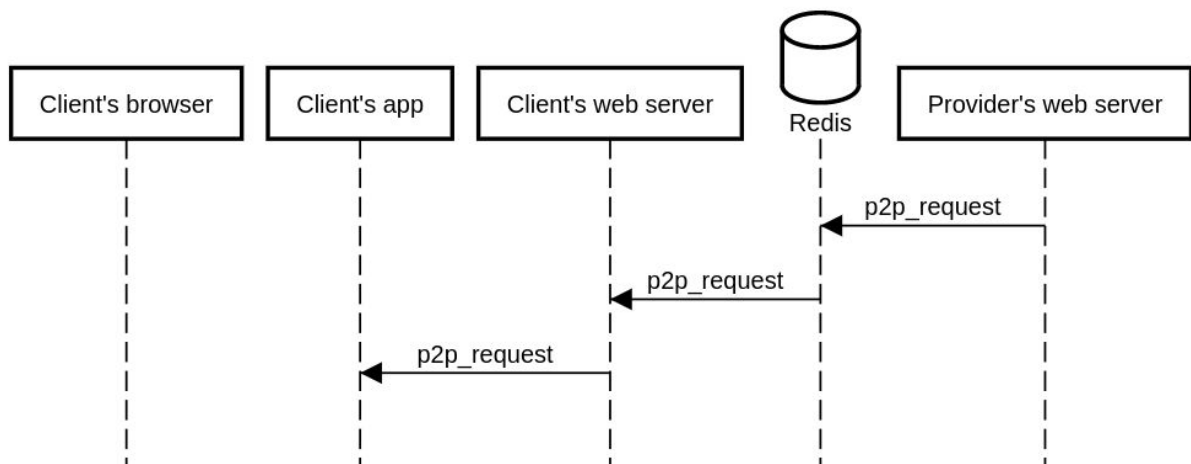 Client's browser
Client's app
Client's web server
Redis
Provider's web server
p2p_request
p2p_request
p2p_request